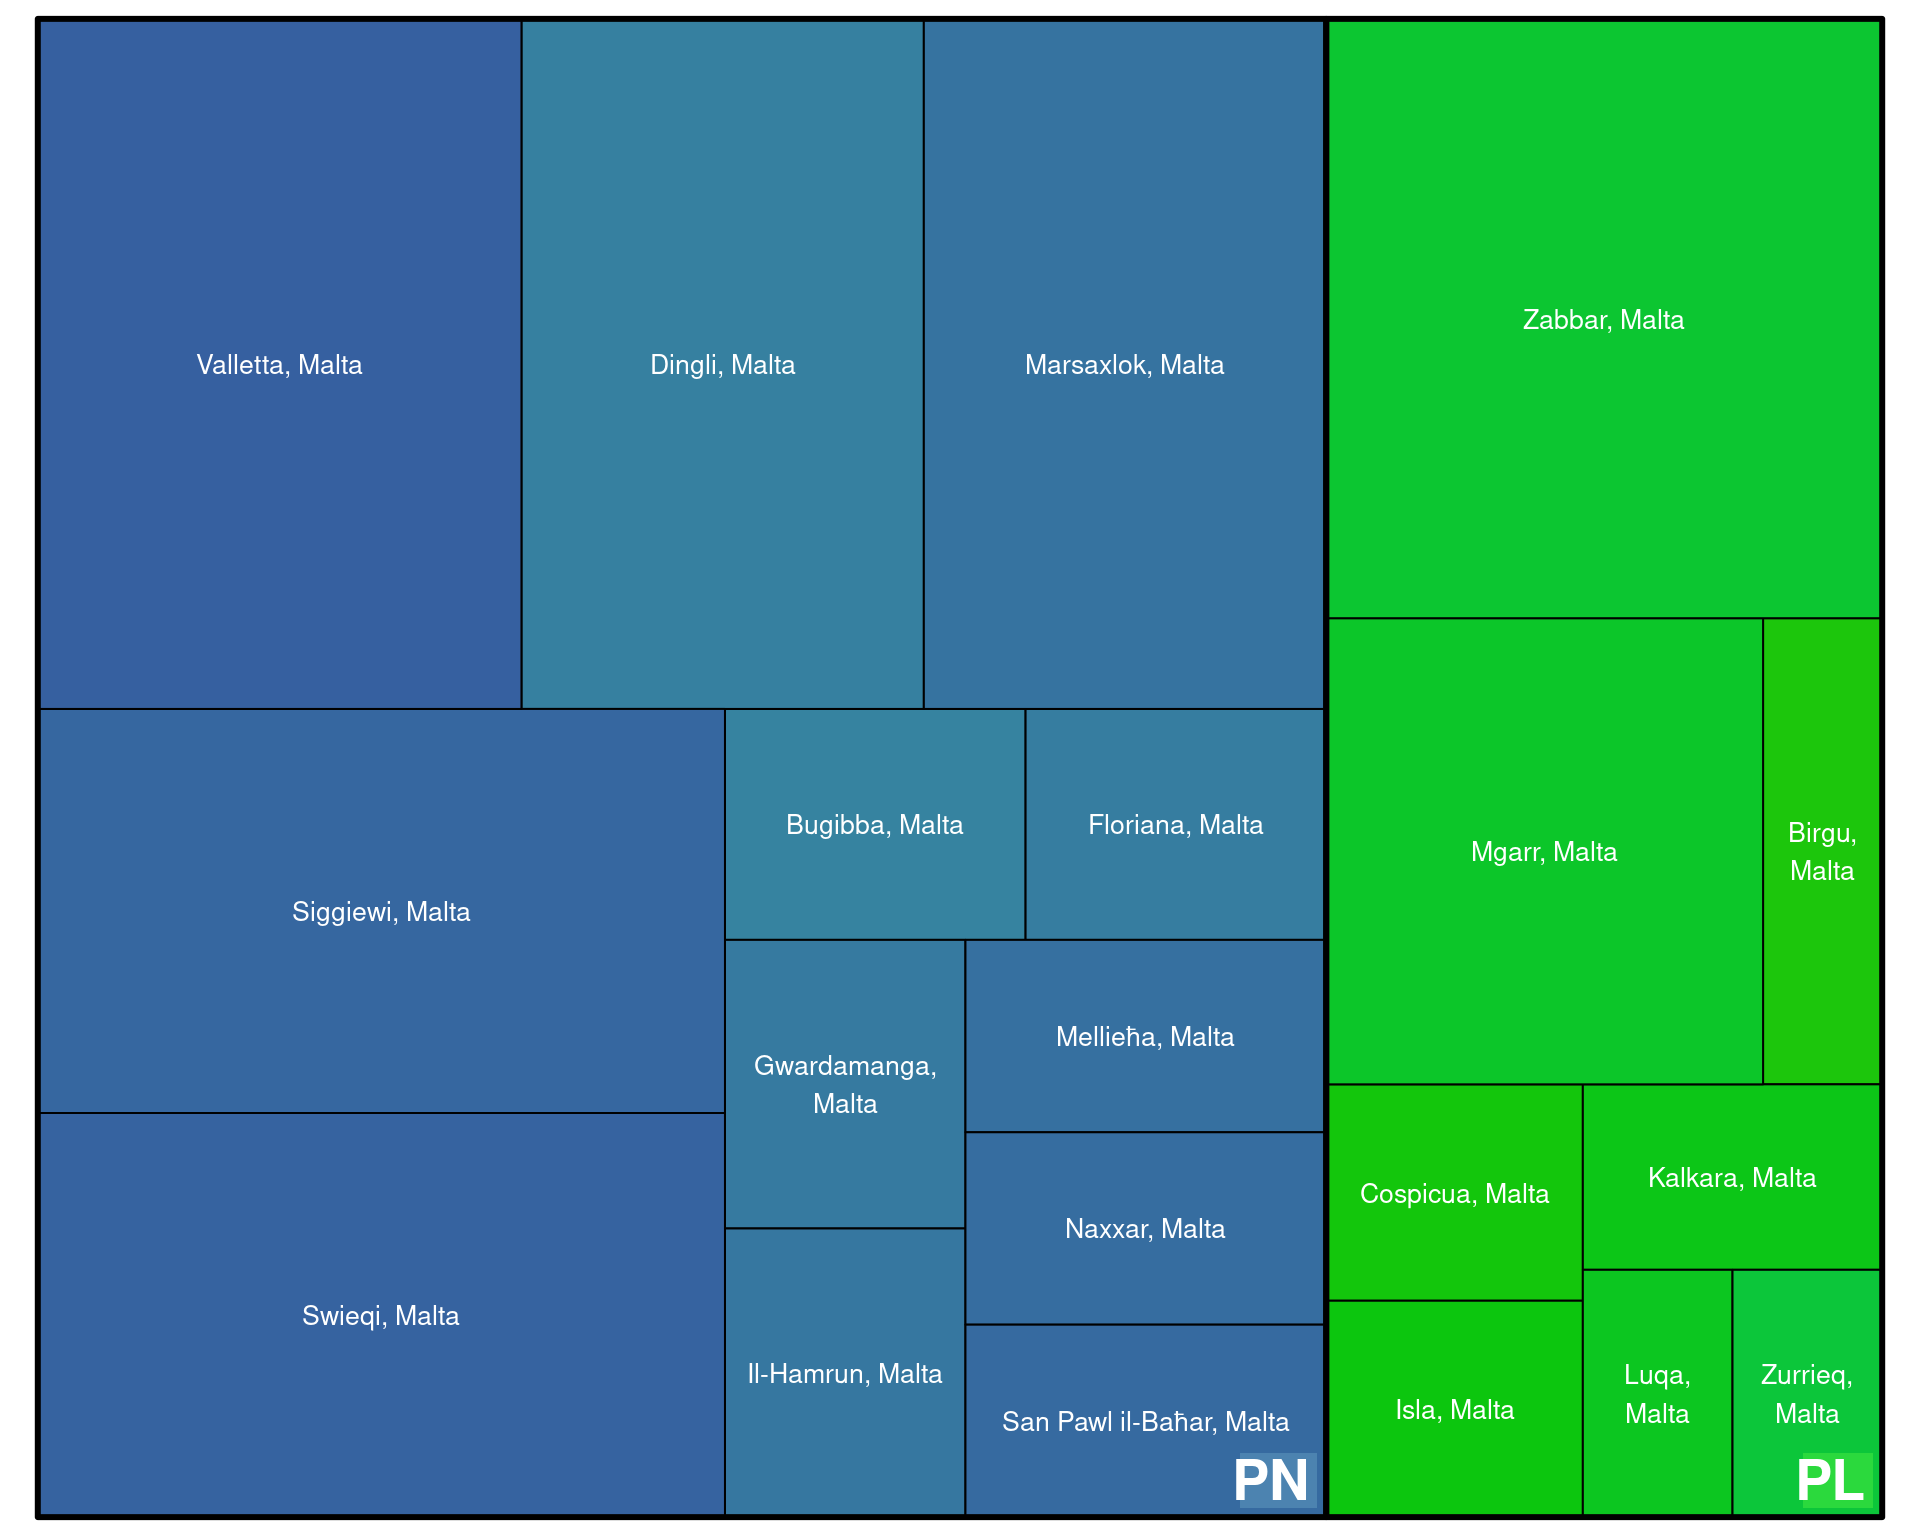 Valletta, Malta
Dingli, Malta
Marsaxlok, Malta
Zabbar, Malta
Siggiewi, Malta
Bugibba, Malta
Floriana, Malta
Mgarr, Malta
Birgu,
Malta
Gwardamanga,
Malta
Mellieħa, Malta
Naxxar, Malta
Cospicua, Malta
Kalkara, Malta
Swieqi, Malta
Il-Hamrun, Malta
San Pawl il-Baħar, Malta
Isla, Malta
Luqa,
Malta
Zurrieq,
Malta
PN
PL